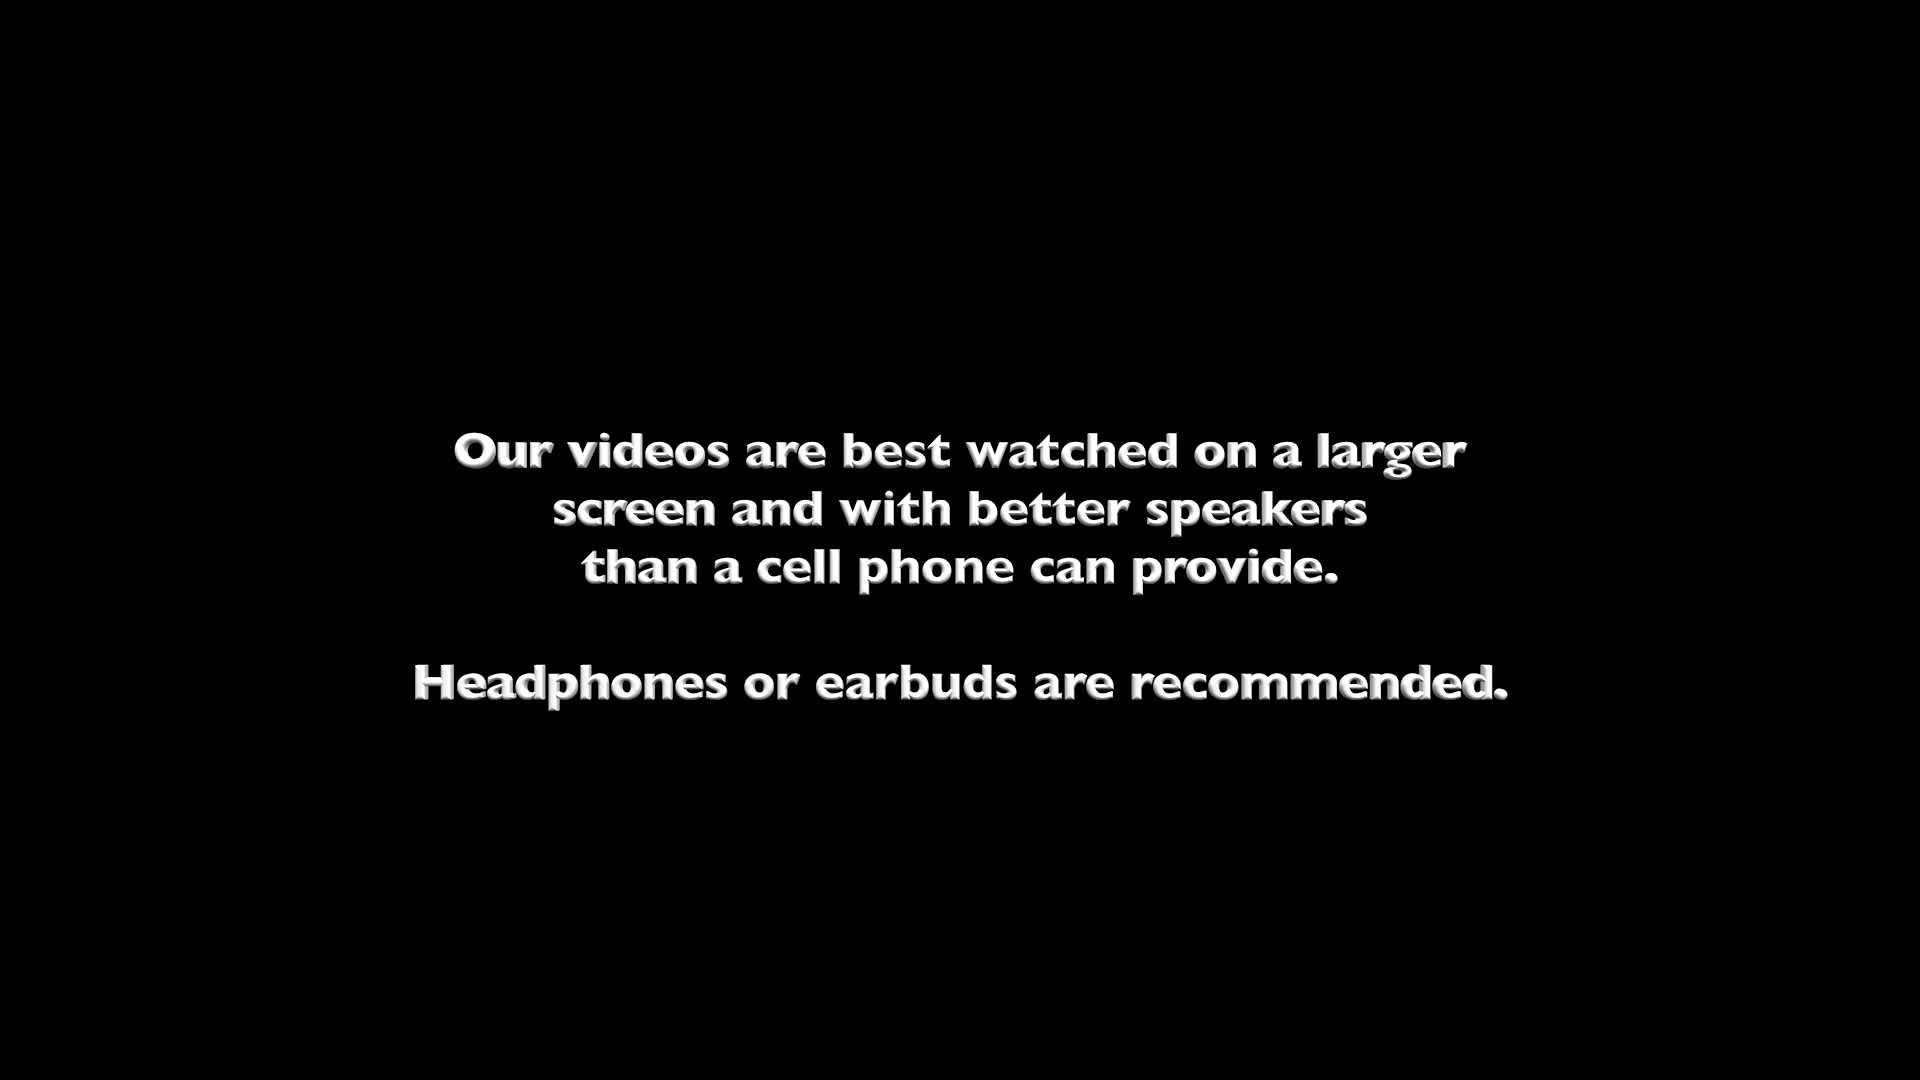 Our videos are best watched on a larger
screen and with better speakers
than a cell phone can provide.
Headphones or earbuds are recommended.